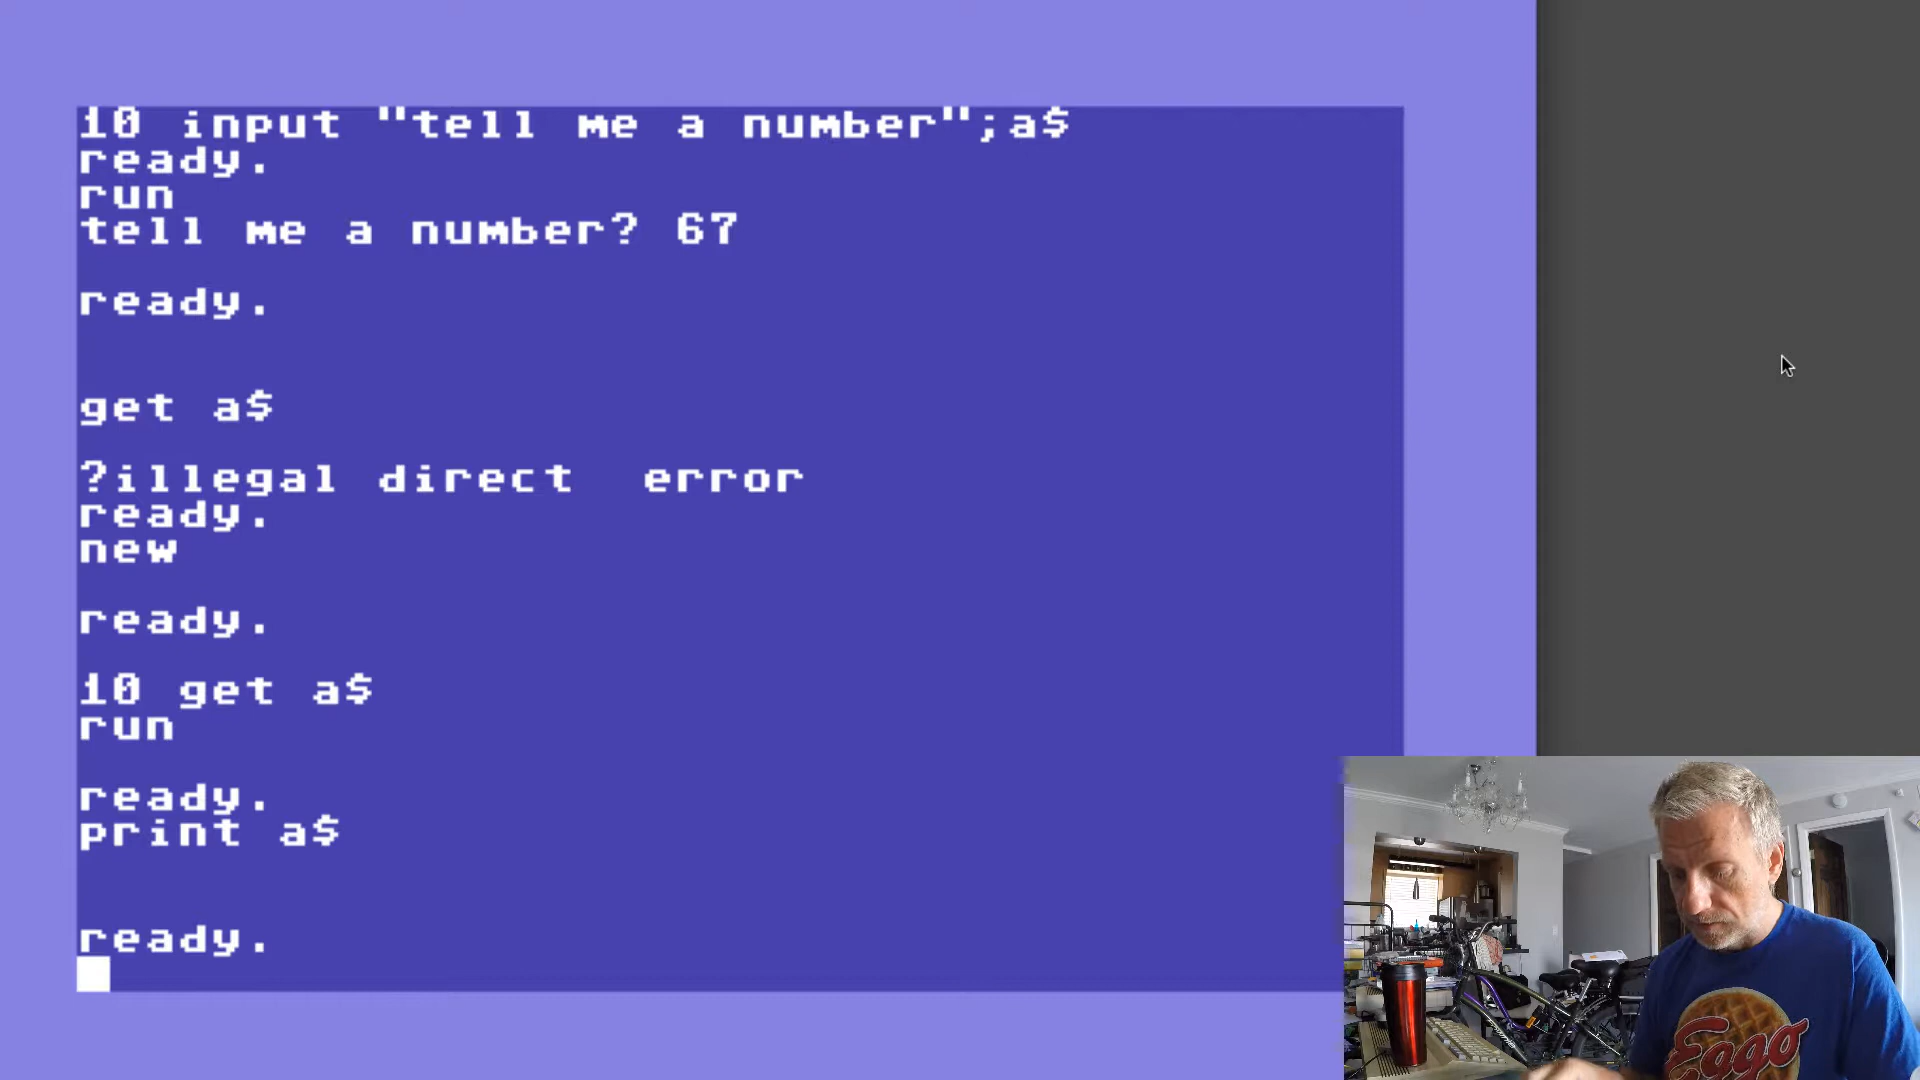 10 input "tell me a number";a$
ready.
run
tell me a number? 67
ready.
get a$
?illegal direct  error
ready.
new
ready.
10 get a$
run
ready.
print a$
ready.
Eggo